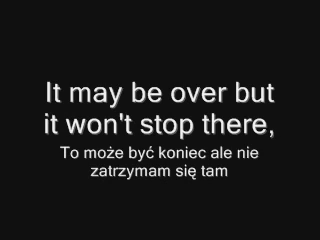 It may be over but
it won't stop there,
To może być koniec ale nie
zatrzymam się tam